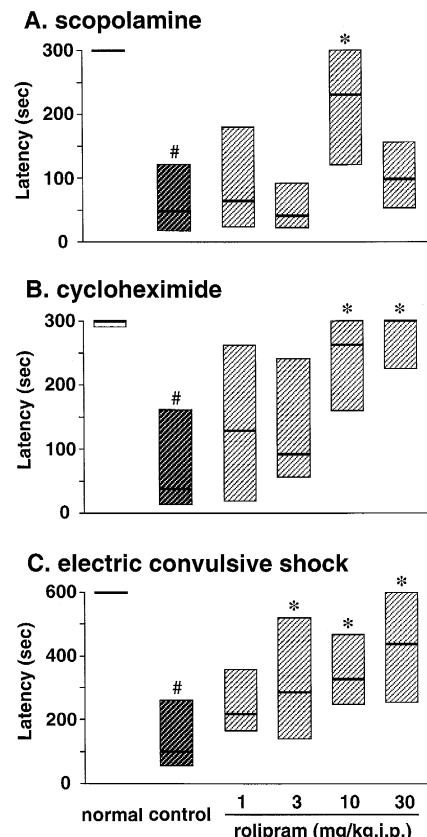 A. scopolamine
*
300
200
100
0
Latency (sec)
#
B. cycloheximide
* *
300
200
100
0
Latency (sec)
#
C. electric convulsive shock
*
* *
600
400
200
0
Latency (sec)
#
1 3 10 30
normal control
rolipram (mg/kg,i.p.)